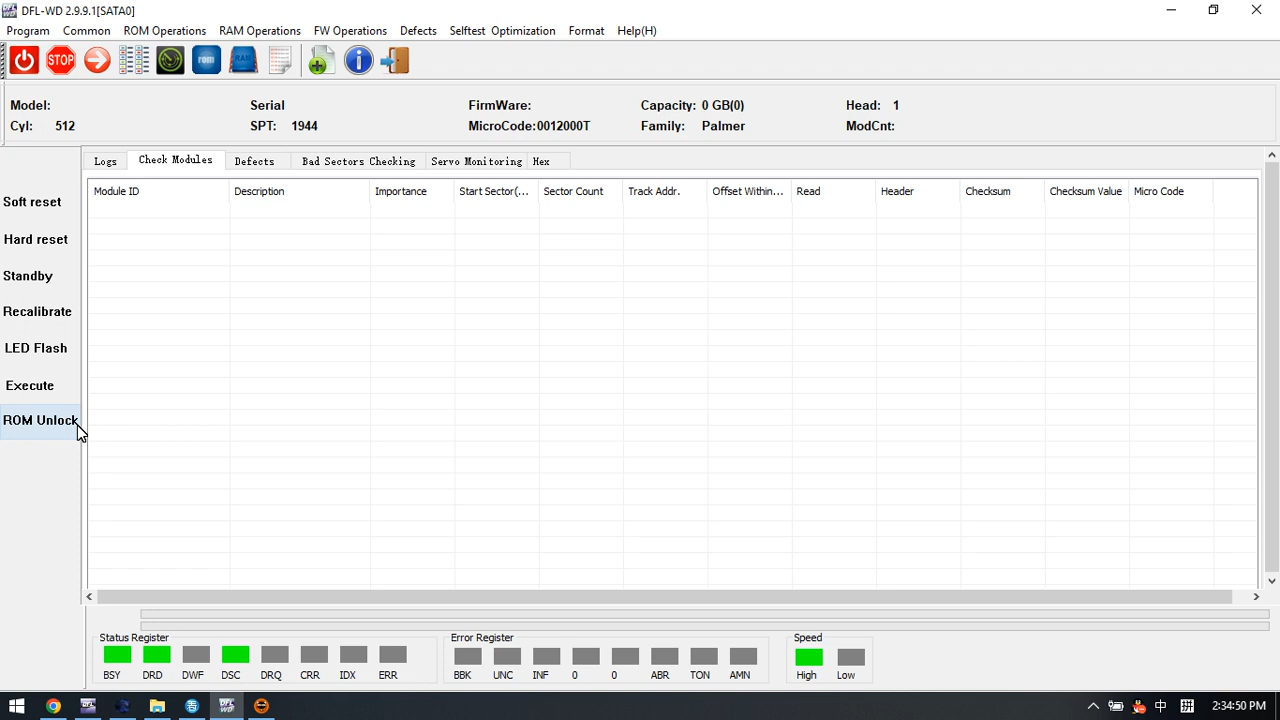 DFL-WD 2.9.9.1[SATA0]
Program Common ROM Operations RAM Operations FW Operations Defects Selftest Optimization Format Help(H)
STOP rom RAM
Model: Serial FirmWare: Capacity: 0 GB(0) Head: 1
Cyl: 512 SPT: 1944 MicroCode:0012000T Family: Palmer ModCnt:
Logs Check Modules Defects Bad Sectors Checking Servo Monitoring Hex
Module ID Description Importance Start Sector(... Sector Count Track Addr. Offset Within... Read Header Checksum Checksum Value Micro Code
Soft reset
Hard reset
Standby
Recalibrate
LED Flash
Execute
ROM Unlock
Status Register Error Register Speed
BSY DRD DWF DSC DRQ CRR IDX ERR BBK UNC INF 0 0 ABR TON AMN High Low
DFL DFL 中 拼 2:34:50 PM